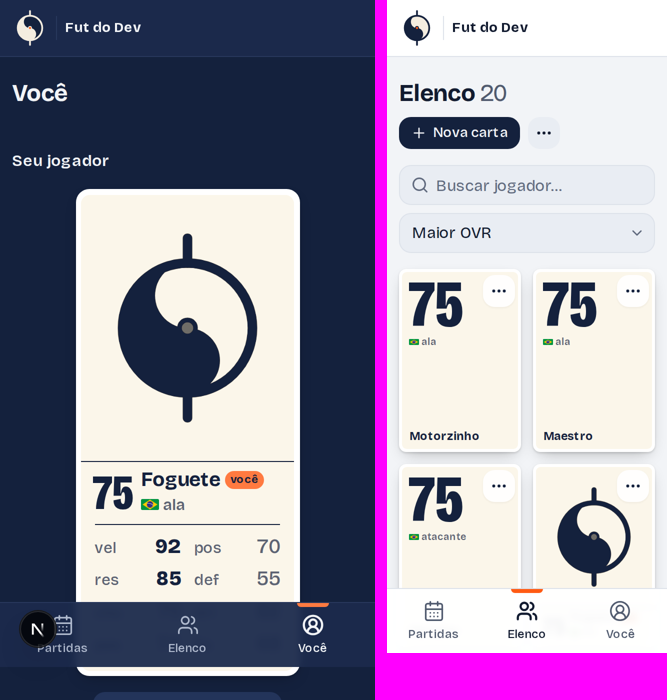 Fut do Dev
Você
Seu jogador
75 Foguete você
ala
vel 92 pos 70
res 85 def 55
N
Partidas Elenco Você
Fut do Dev
Elenco 20
+ Nova carta ...
Buscar jogador...
Maior OVR
75 ... 75 ...
ala ala
Motorzinho Maestro
75 ... ...
atacante
Partidas Elenco Você